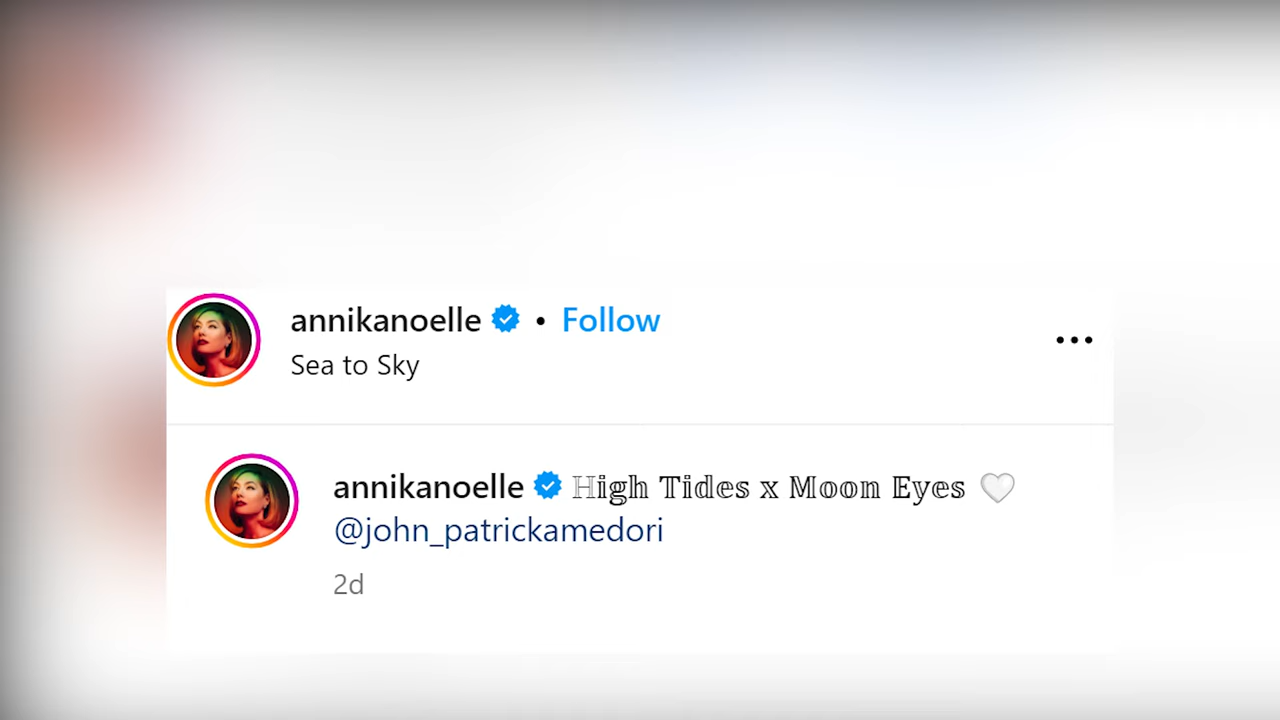 annikanoelle • Follow
Sea to Sky
annikanoelle ℍ𝕚𝕘𝕙 𝕋𝕚𝕕𝕖𝕤 𝕩 𝕄𝕠𝕠𝕟 𝔼𝕪𝕖𝕤 🤍
@john_patrickamedori
2d